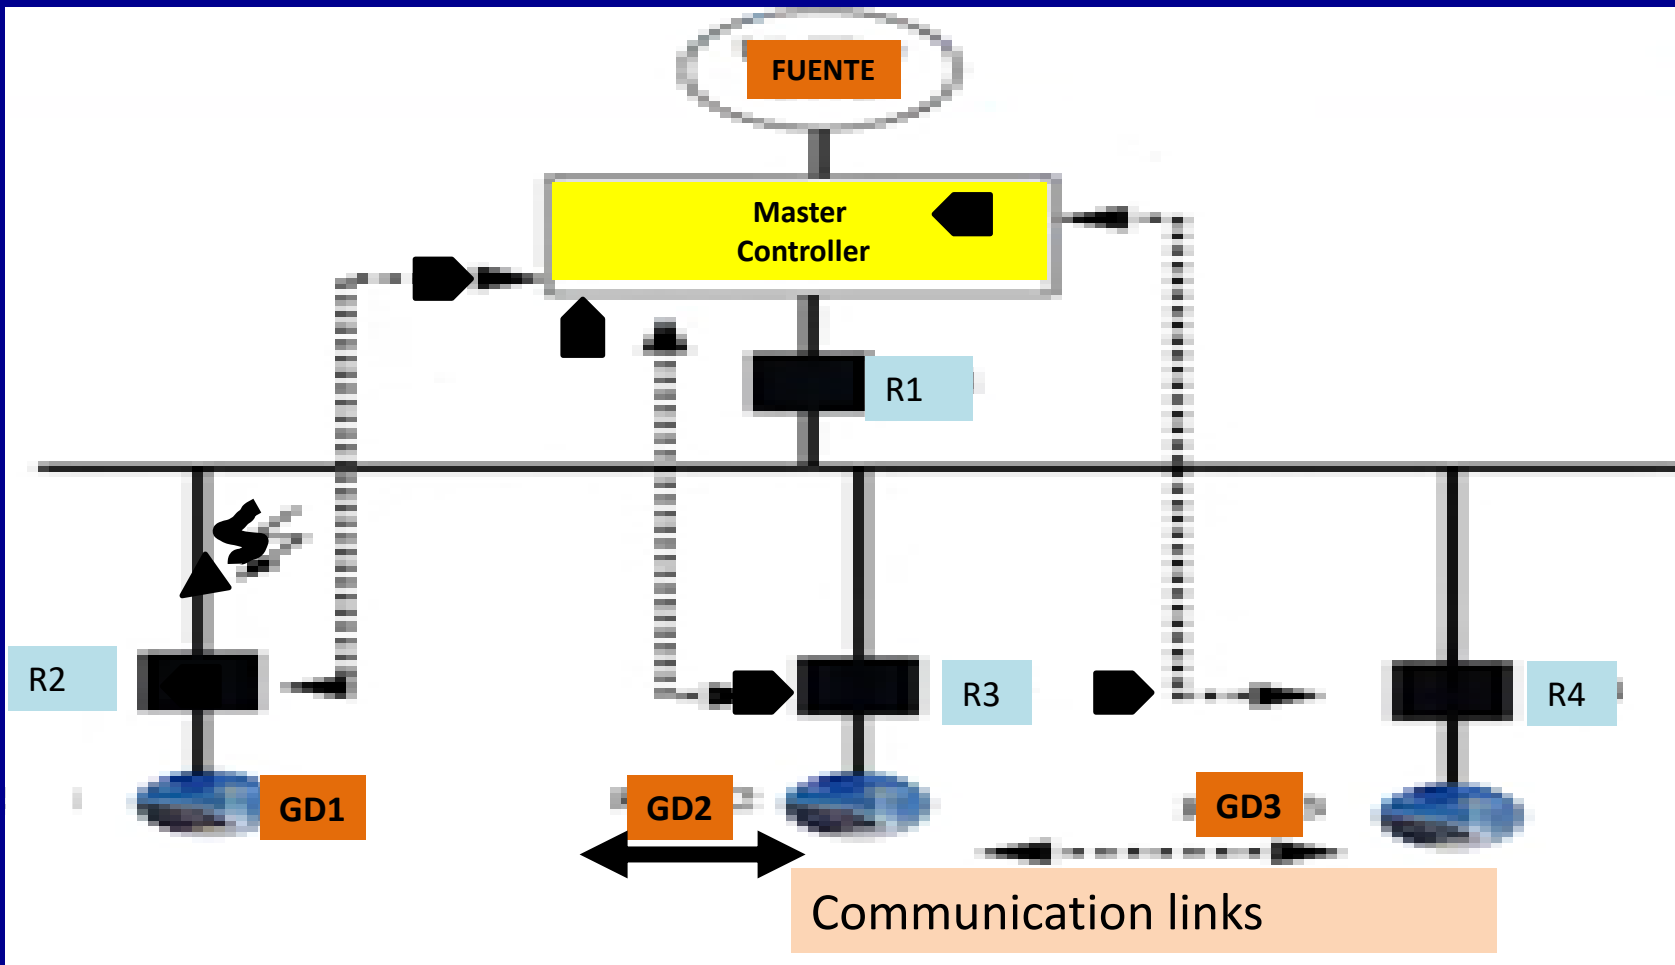 FUENTE
Master
Controller
R1
R2
R3
R4
GD1
GD2
GD3
Communication links